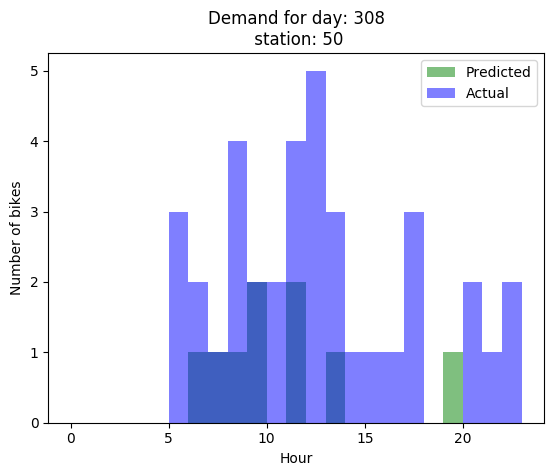 Demand for day: 308
station: 50
Predicted
Actual
Number of bikes
5
4
3
2
1
0
0 5 10 15 20
Hour